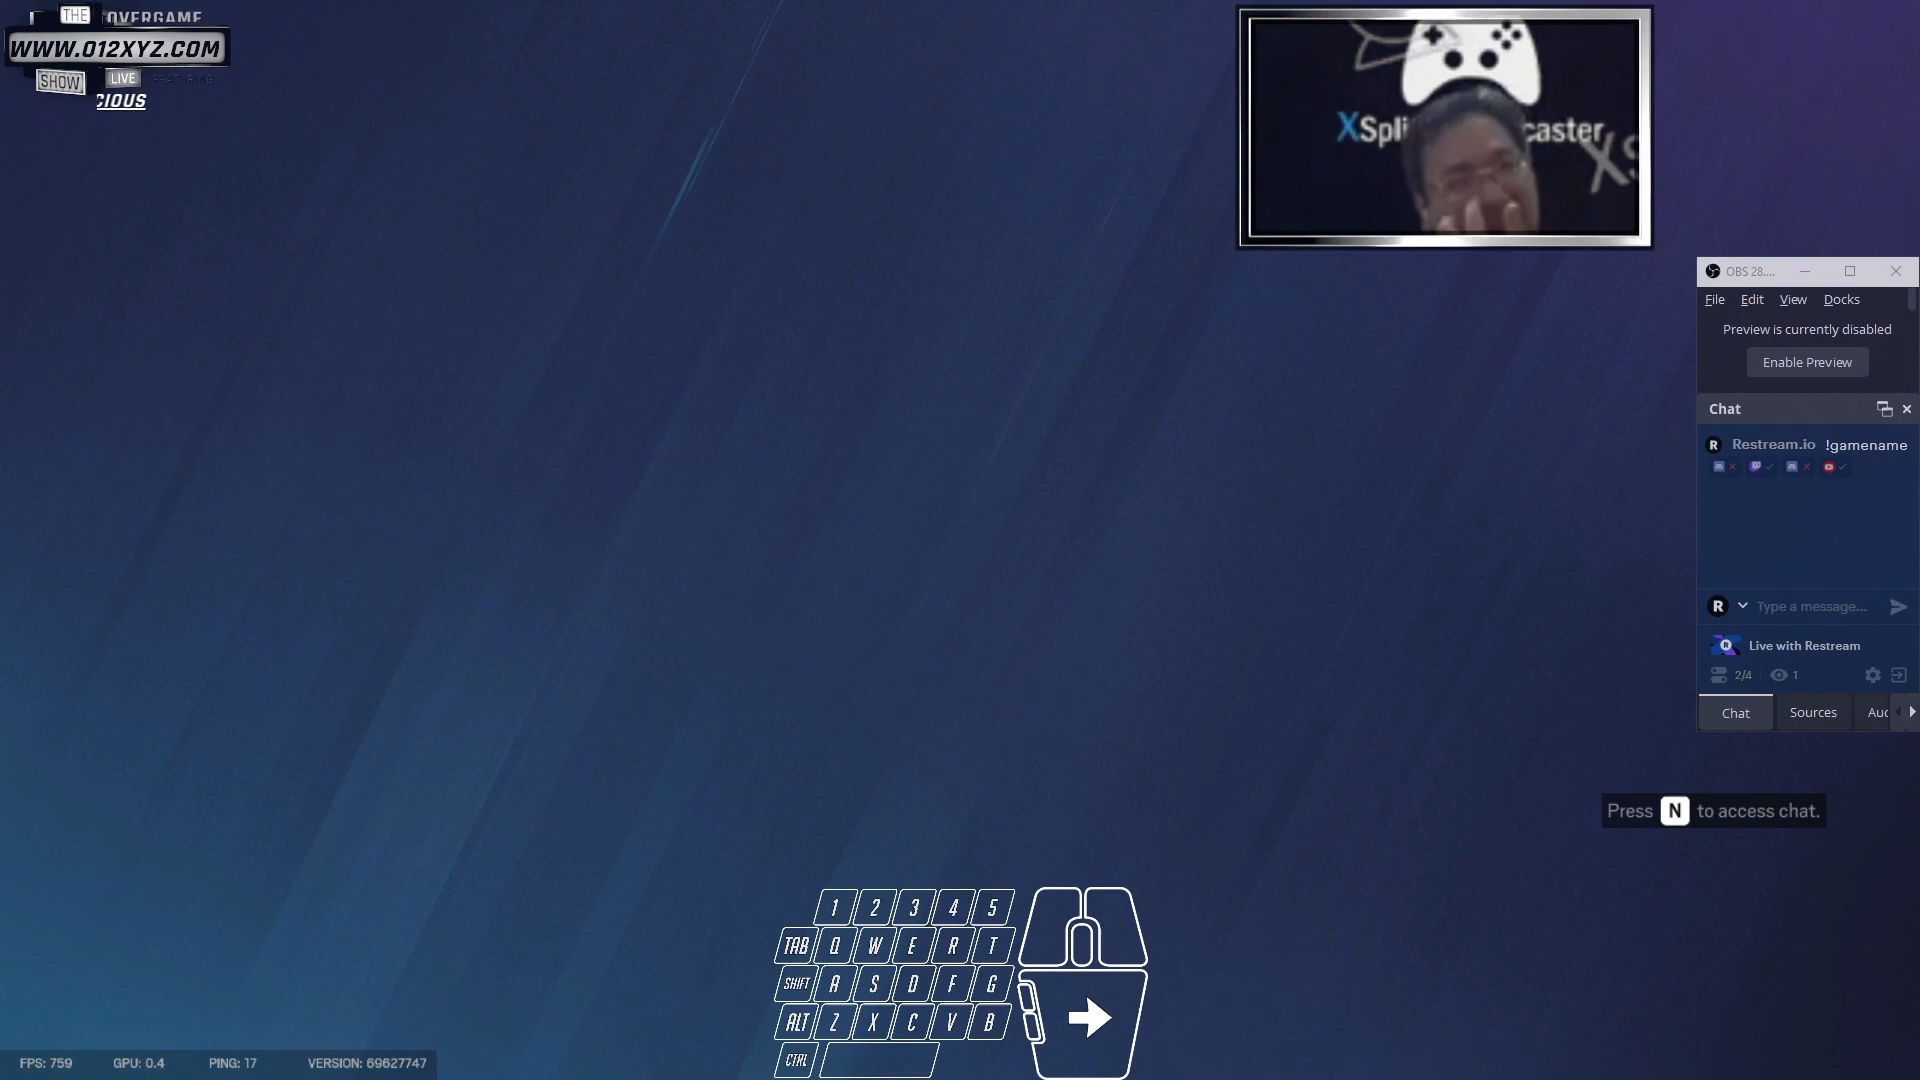 THE OVERGAME
WWW.012XYZ.COM
SHOW LIVE FEATURING
CIOUS
XSpli caster
XS
OBS 28....
File Edit View Docks
Preview is currently disabled
Enable Preview
Chat
R Restream.io !gamename
R Type a message...
R Live with Restream
2/4 1
Chat Sources Auc
Press N to access chat.
1 2 3 4 5
TAB Q W E R T
SHIFT A S D F G
ALT Z X C V B
CTRL
FPS: 759 GPU: 0.4 PING: 17 VERSION: 69627747